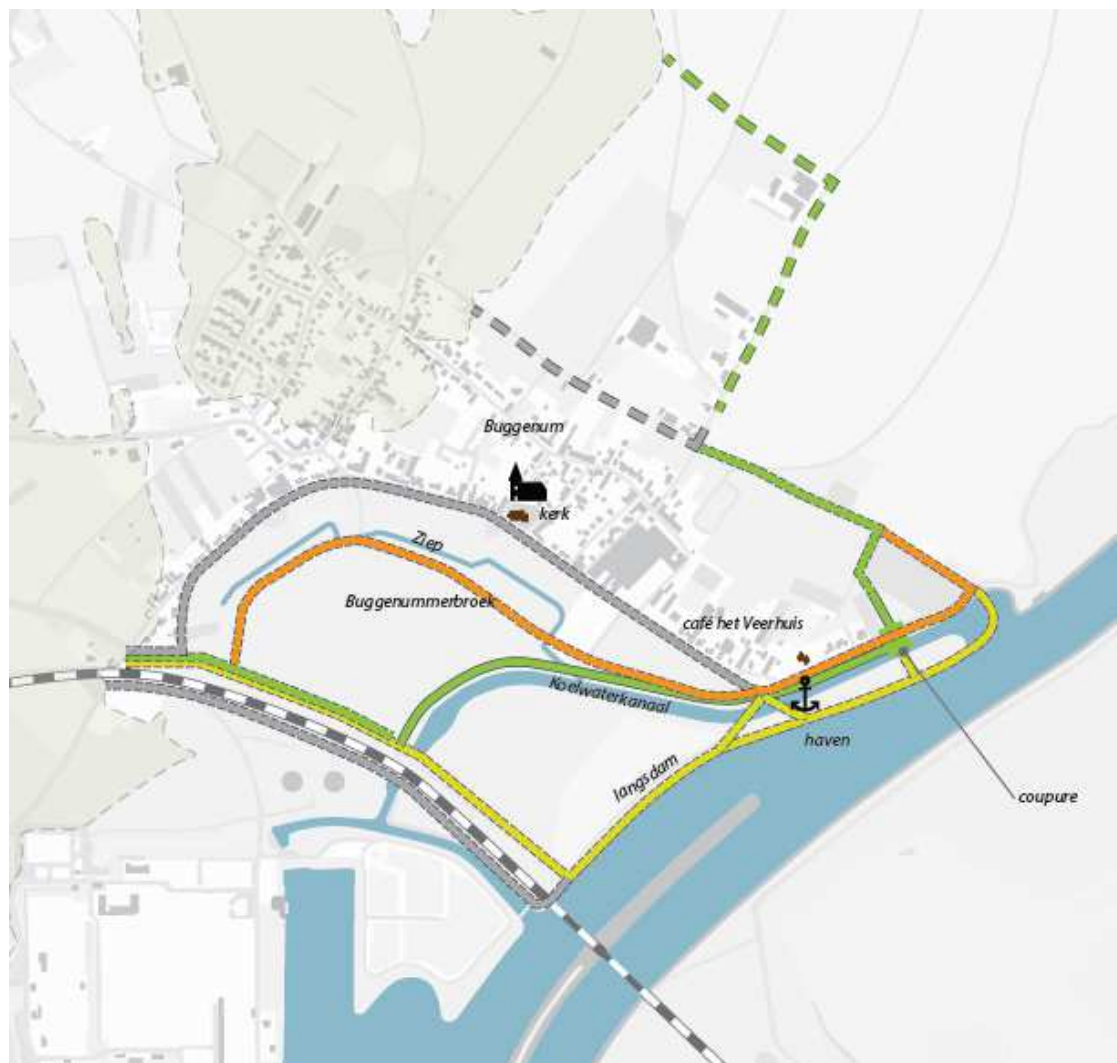 Buggenum
kerk
Ziep
Buggenummerbroek
café het Veerhuis
Koelwaterkanaal
haven
langsdam
coupure